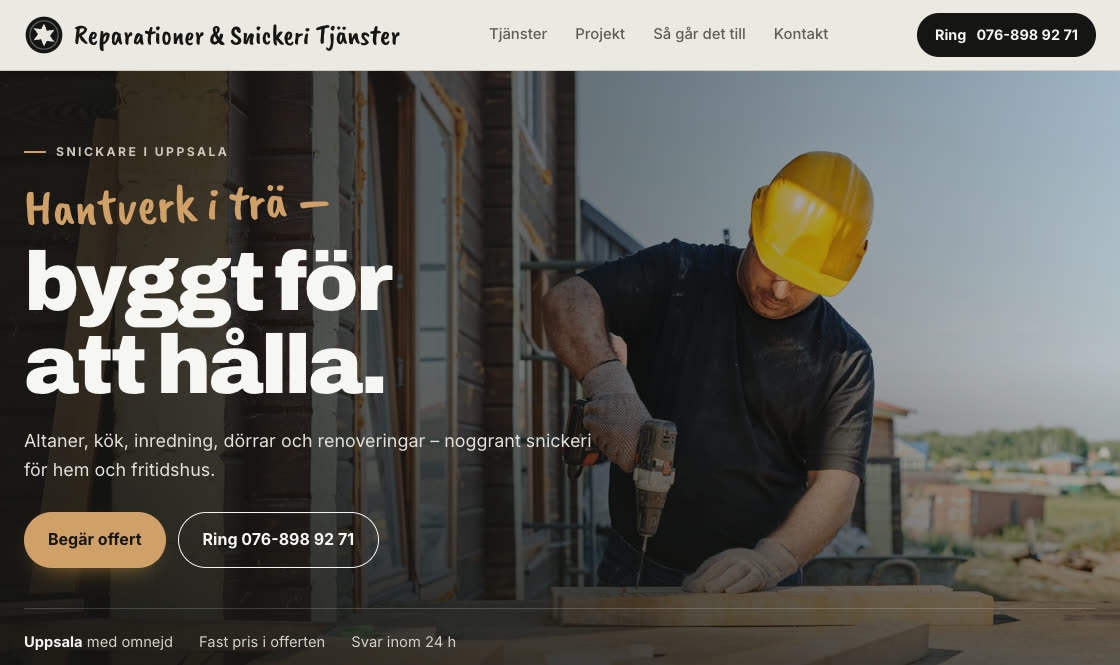 Reparationer & Snickeri Tjänster
Tjänster
Projekt
Så går det till
Kontakt
Ring 076-898 92 71
SNICKARE I UPPSALA
Hantverk i trä –
byggt för
att hålla.
Altaner, kök, inredning, dörrar och renoveringar – noggrant snickeri
för hem och fritidshus.
Begär offert
Ring 076-898 92 71
Uppsala med omnejd
Fast pris i offerten
Svar inom 24 h